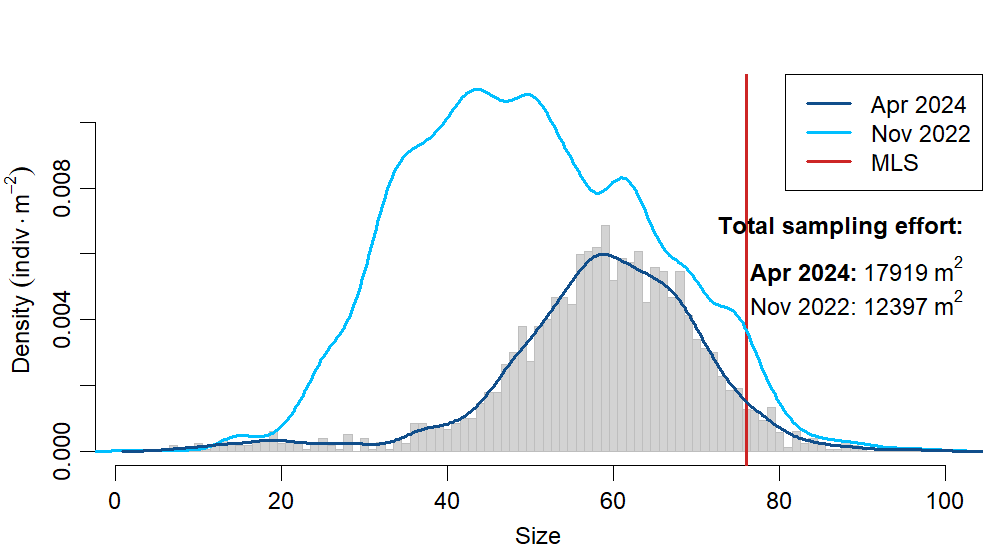 Apr 2024
Nov 2022
MLS
Total sampling effort:
Apr 2024: 17919 m²
Nov 2022: 12397 m²
Density (indiv · m⁻²)
0.008
0.004
0.000
0 20 40 60 80 100
Size